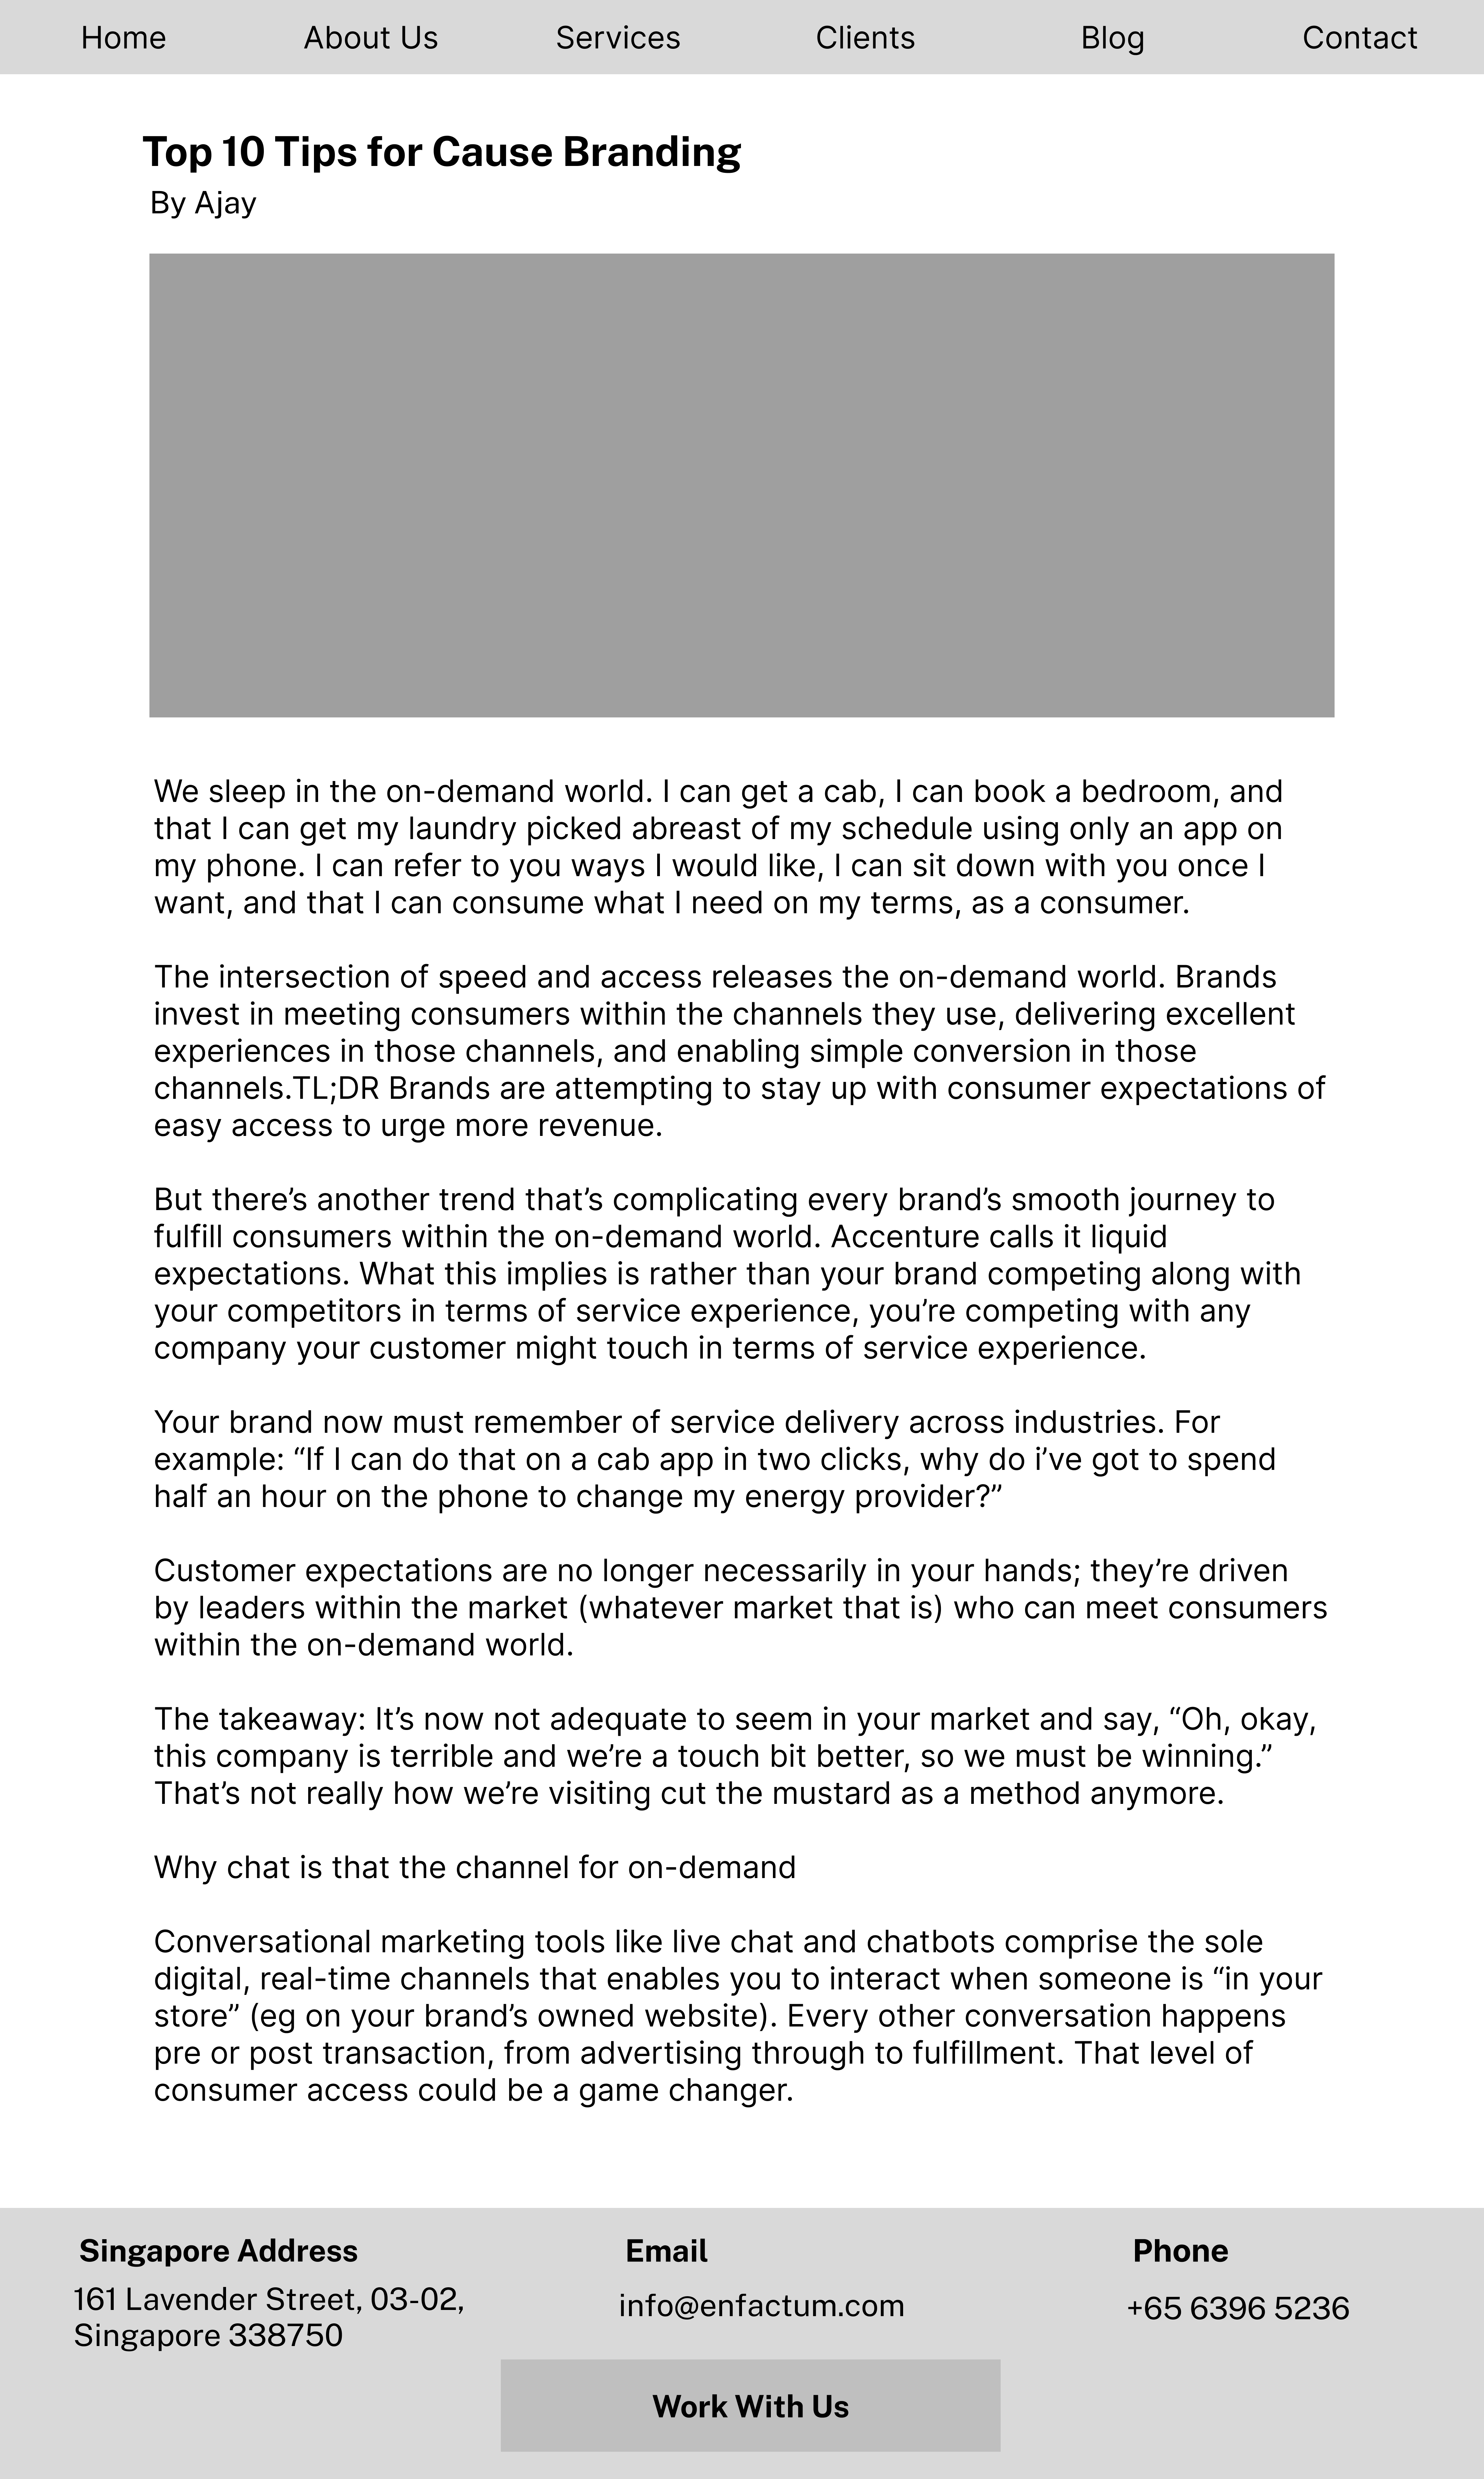 Home About Us Services Clients Blog Contact
Top 10 Tips for Cause Branding
By Ajay
We sleep in the on-demand world. I can get a cab, I can book a bedroom, and
that I can get my laundry picked abreast of my schedule using only an app on
my phone. I can refer to you ways I would like, I can sit down with you once I
want, and that I can consume what I need on my terms, as a consumer.
The intersection of speed and access releases the on-demand world. Brands
invest in meeting consumers within the channels they use, delivering excellent
experiences in those channels, and enabling simple conversion in those
channels.TL;DR Brands are attempting to stay up with consumer expectations of
easy access to urge more revenue.
But there’s another trend that’s complicating every brand’s smooth journey to
fulfill consumers within the on-demand world. Accenture calls it liquid
expectations. What this implies is rather than your brand competing along with
your competitors in terms of service experience, you’re competing with any
company your customer might touch in terms of service experience.
Your brand now must remember of service delivery across industries. For
example: “If I can do that on a cab app in two clicks, why do i’ve got to spend
half an hour on the phone to change my energy provider?”
Customer expectations are no longer necessarily in your hands; they’re driven
by leaders within the market (whatever market that is) who can meet consumers
within the on-demand world.
The takeaway: It’s now not adequate to seem in your market and say, “Oh, okay,
this company is terrible and we’re a touch bit better, so we must be winning.”
That’s not really how we’re visiting cut the mustard as a method anymore.
Why chat is that the channel for on-demand
Conversational marketing tools like live chat and chatbots comprise the sole
digital, real-time channels that enables you to interact when someone is “in your
store” (eg on your brand’s owned website). Every other conversation happens
pre or post transaction, from advertising through to fulfillment. That level of
consumer access could be a game changer.
Singapore Address Email Phone
161 Lavender Street, 03-02, info@enfactum.com +65 6396 5236
Singapore 338750
Work With Us